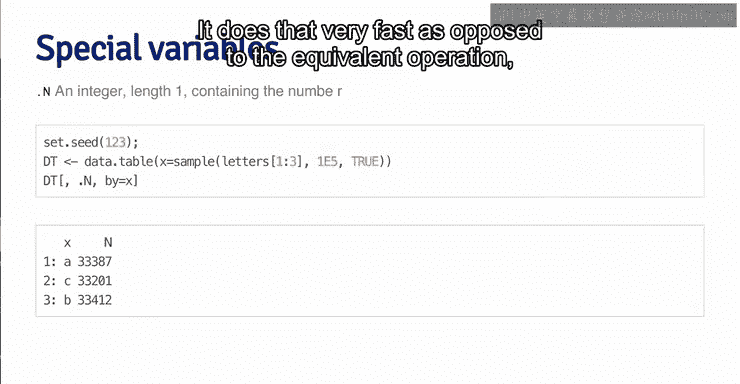 It does that very fast as opposed
to the equivalent operation,
Special variables
.N An integer, length 1, containing the numbe r
set.seed(123);
DT <- data.table(x=sample(letters[1:3], 1E5, TRUE))
DT[, .N, by=x]
x N
1: a 33387
2: c 33201
3: b 33412